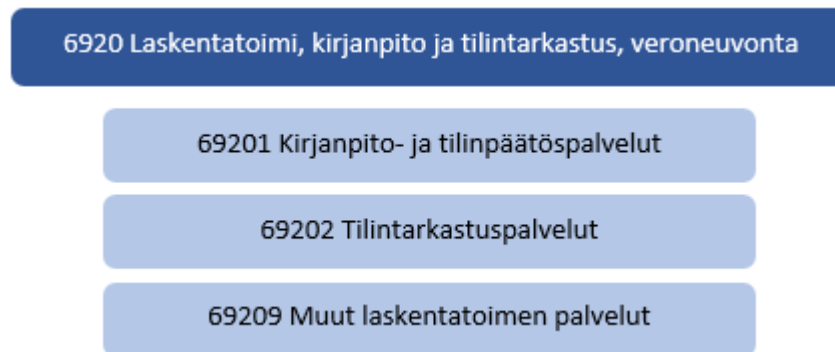 6920 Laskentatoimi, kirjanpito ja tilintarkastus, veroneuvonta
69201 Kirjanpito- ja tilinpäätöspalvelut
69202 Tilintarkastuspalvelut
69209 Muut laskentatoimen palvelut